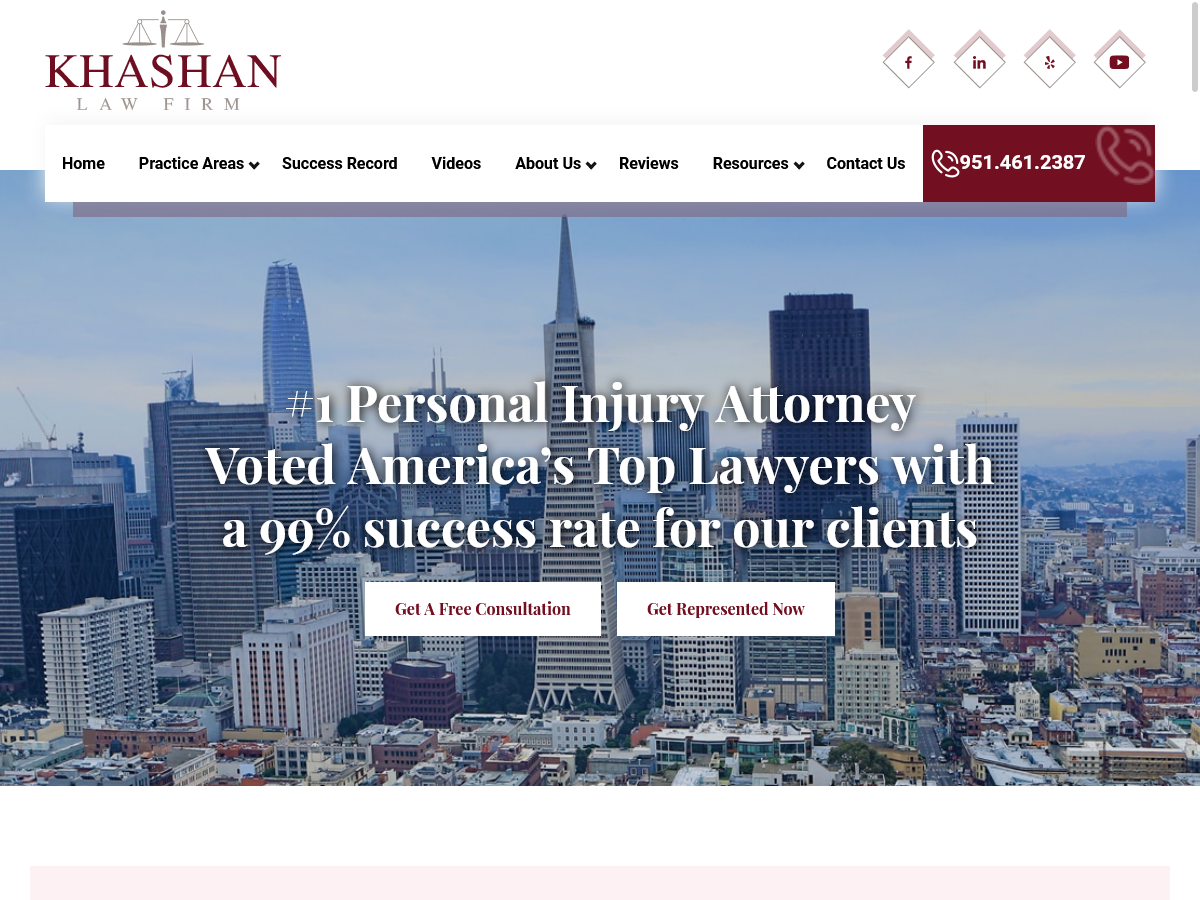 KHASHAN
LAW FIRM
Home
Practice Areas
Success Record
Videos
About Us
Reviews
Resources
Contact Us
951.461.2387
#1 Personal Injury Attorney
Voted America's Top Lawyers with
a 99% success rate for our clients
Get A Free Consultation
Get Represented Now